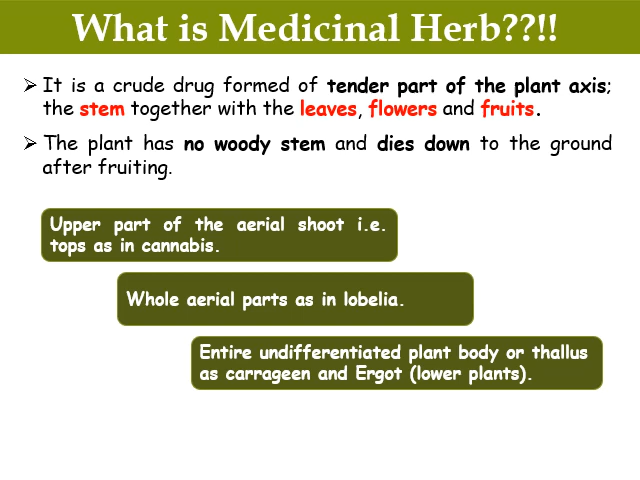 What is Medicinal Herb??!!
➢ It is a crude drug formed of tender part of the plant axis;
the stem together with the leaves, flowers and fruits.
➢ The plant has no woody stem and dies down to the ground
after fruiting.
Upper part of the aerial shoot i.e.
tops as in cannabis.
Whole aerial parts as in lobelia.
Entire undifferentiated plant body or thallus
as carrageen and Ergot (lower plants).